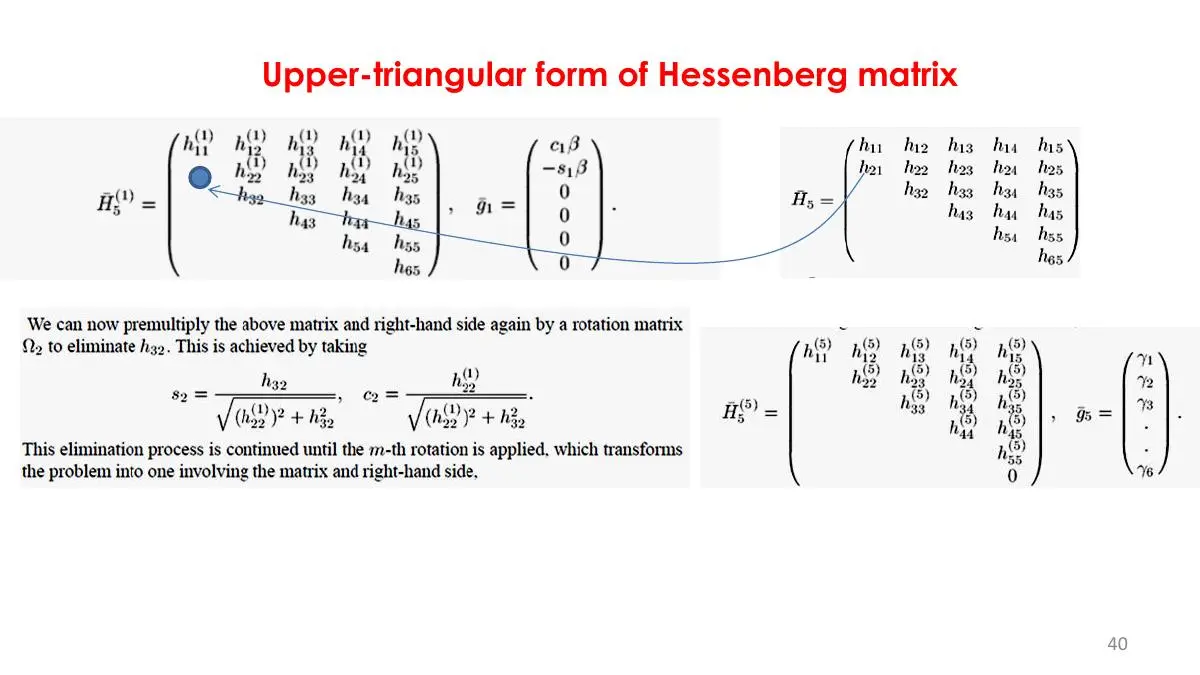 Upper-triangular form of Hessenberg matrix
H̄₅⁽¹⁾ = ( h₁₁⁽¹⁾ h₁₂⁽¹⁾ h₁₃⁽¹⁾ h₁₄⁽¹⁾ h₁₅⁽¹⁾
h₂₂⁽¹⁾ h₂₃⁽¹⁾ h₂₄⁽¹⁾ h₂₅⁽¹⁾
h₃₂ h₃₃ h₃₄ h₃₅
h₄₃ h₄₄ h₄₅
h₅₄ h₅₅
h₆₅ ) ,
ḡ₁ = ( c₁β
−s₁β
0
0
0
0 ) .
H̄₅ = ( h₁₁ h₁₂ h₁₃ h₁₄ h₁₅
h₂₁ h₂₂ h₂₃ h₂₄ h₂₅
h₃₂ h₃₃ h₃₄ h₃₅
h₄₃ h₄₄ h₄₅
h₅₄ h₅₅
h₆₅ )
We can now premultiply the above matrix and right-hand side again by a rotation matrix
Ω₂ to eliminate h₃₂. This is achieved by taking
s₂ = h₃₂ / √((h₂₂⁽¹⁾)² + h₃₂²) , c₂ = h₂₂⁽¹⁾ / √((h₂₂⁽¹⁾)² + h₃₂²) .
This elimination process is continued until the m-th rotation is applied, which transforms
the problem into one involving the matrix and right-hand side,
H̄₅⁽⁵⁾ = ( h₁₁⁽⁵⁾ h₁₂⁽⁵⁾ h₁₃⁽⁵⁾ h₁₄⁽⁵⁾ h₁₅⁽⁵⁾
h₂₂⁽⁵⁾ h₂₃⁽⁵⁾ h₂₄⁽⁵⁾ h₂₅⁽⁵⁾
h₃₃⁽⁵⁾ h₃₄⁽⁵⁾ h₃₅⁽⁵⁾
h₄₄⁽⁵⁾ h₄₅⁽⁵⁾
h₅₅⁽⁵⁾
0 ) ,
ḡ₅ = ( γ₁
γ₂
γ₃
.
.
γ₆ ) .
40